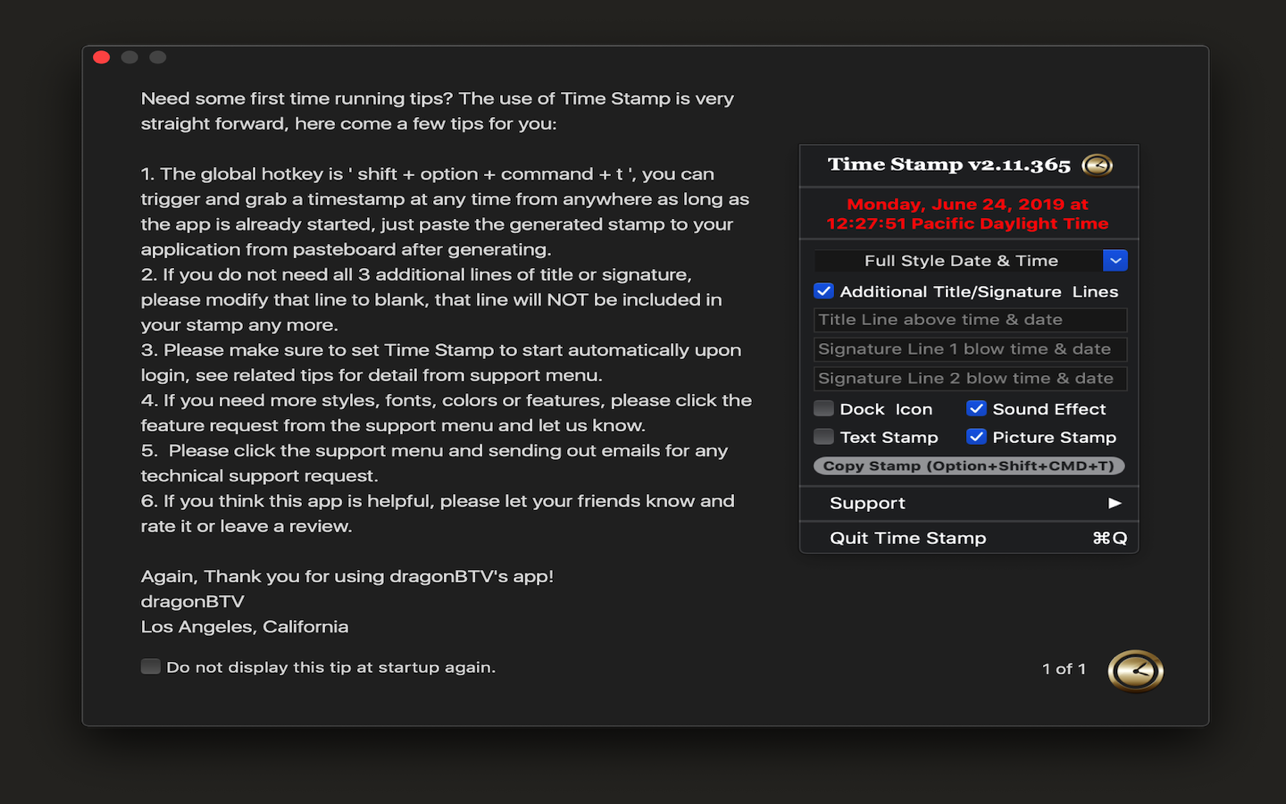 Need some first time running tips? The use of Time Stamp is very
straight forward, here come a few tips for you:
1. The global hotkey is ' shift + option + command + t ', you can
trigger and grab a timestamp at any time from anywhere as long as
the app is already started, just paste the generated stamp to your
application from pasteboard after generating.
2. If you do not need all 3 additional lines of title or signature,
please modify that line to blank, that line will NOT be included in
your stamp any more.
3. Please make sure to set Time Stamp to start automatically upon
login, see related tips for detail from support menu.
4. If you need more styles, fonts, colors or features, please click the
feature request from the support menu and let us know.
5.  Please click the support menu and sending out emails for any
technical support request.
6. If you think this app is helpful, please let your friends know and
rate it or leave a review.
Again, Thank you for using dragonBTV's app!
dragonBTV
Los Angeles, California
Do not display this tip at startup again.
Time Stamp v2.11.365
Monday, June 24, 2019 at
12:27:51 Pacific Daylight Time
Full Style Date & Time
Additional Title/Signature  Lines
Title Line above time & date
Signature Line 1 blow time & date
Signature Line 2 blow time & date
Dock  Icon
Sound Effect
Text Stamp
Picture Stamp
Copy Stamp (Option+Shift+CMD+T)
Support ▶
Quit Time Stamp ⌘Q
1 of 1